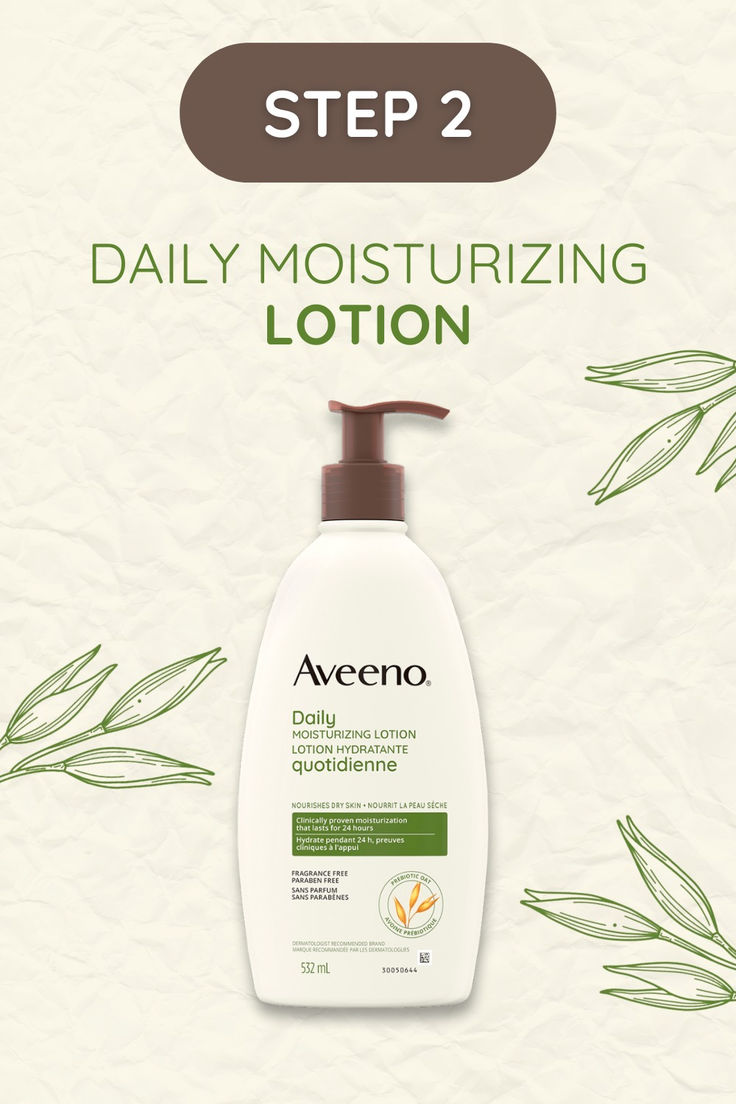 STEP 2
DAILY MOISTURIZING
LOTION
Aveeno®
Daily
MOISTURIZING LOTION
LOTION HYDRATANTE
quotidienne
NOURISHES DRY SKIN • NOURRIT LA PEAU SÈCHE
Clinically proven moisturization
that lasts for 24 hours
Hydrate pendant 24 h, preuves
cliniques à l'appui
FRAGRANCE FREE
PARABEN FREE
SANS PARFUM
SANS PARABÈNES
PREBIOTIC OAT
AVOINE PRÉBIOTIQUE
DERMATOLOGIST RECOMMENDED BRAND
MARQUE RECOMMANDÉE PAR LES DERMATOLOGUES
532 mL
30050644